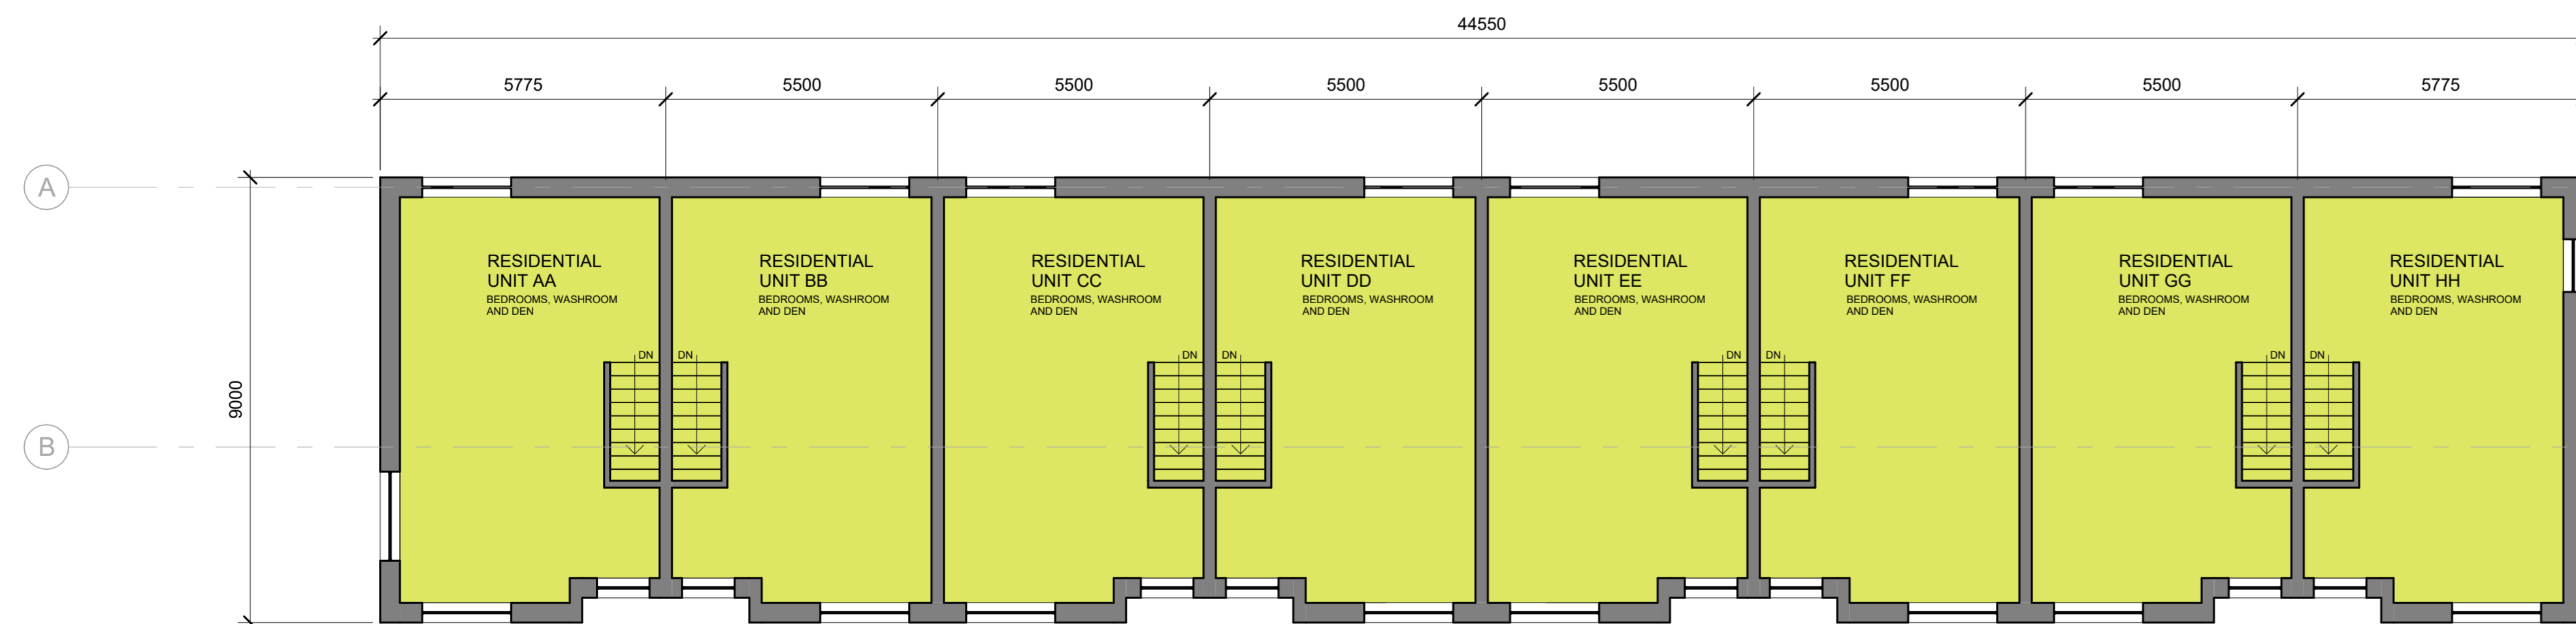 44550
5775
5500
5500
5500
5500
5500
5500
5775
A
RESIDENTIAL
UNIT AA
BEDROOMS, WASHROOM
AND DEN
RESIDENTIAL
UNIT BB
BEDROOMS, WASHROOM
AND DEN
RESIDENTIAL
UNIT CC
BEDROOMS, WASHROOM
AND DEN
RESIDENTIAL
UNIT DD
BEDROOMS, WASHROOM
AND DEN
RESIDENTIAL
UNIT EE
BEDROOMS, WASHROOM
AND DEN
RESIDENTIAL
UNIT FF
BEDROOMS, WASHROOM
AND DEN
RESIDENTIAL
UNIT GG
BEDROOMS, WASHROOM
AND DEN
RESIDENTIAL
UNIT HH
BEDROOMS, WASHROOM
AND DEN
DN
DN
DN
DN
DN
DN
DN
DN
9000
B